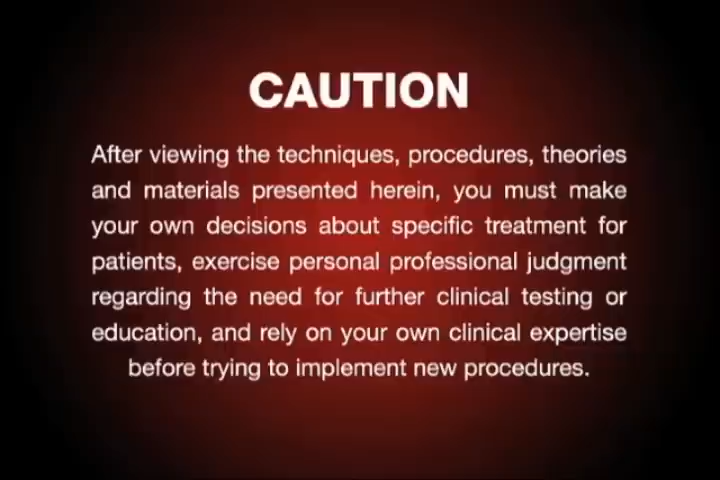 CAUTION
After viewing the techniques, procedures, theories
and materials presented herein, you must make
your own decisions about specific treatment for
patients, exercise personal professional judgment
regarding the need for further clinical testing or
education, and rely on your own clinical expertise
before trying to implement new procedures.